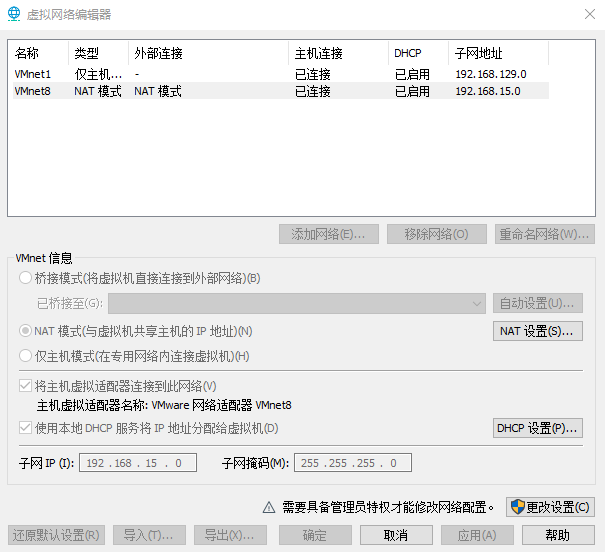 虚拟网络编辑器
名称 类型 外部连接 主机连接 DHCP 子网地址
VMnet1 仅主机... - 已连接 已启用 192.168.129.0
VMnet8 NAT 模式 NAT 模式 已连接 已启用 192.168.15.0
添加网络(E)... 移除网络(O) 重命名网络(W)...
VMnet 信息
桥接模式(将虚拟机直接连接到外部网络)(B)
已桥接至(G): 自动设置(U)...
NAT 模式(与虚拟机共享主机的 IP 地址)(N) NAT 设置(S)...
仅主机模式(在专用网络内连接虚拟机)(H)
将主机虚拟适配器连接到此网络(V)
主机虚拟适配器名称: VMware 网络适配器 VMnet8
使用本地 DHCP 服务将 IP 地址分配给虚拟机(D) DHCP 设置(P)...
子网 IP (I): 192 . 168 . 15 . 0 子网掩码(M): 255 . 255 . 255 . 0
需要具备管理员特权才能修改网络配置。 更改设置(C)
还原默认设置(R) 导入(T)... 导出(X)... 确定 取消 应用(A) 帮助